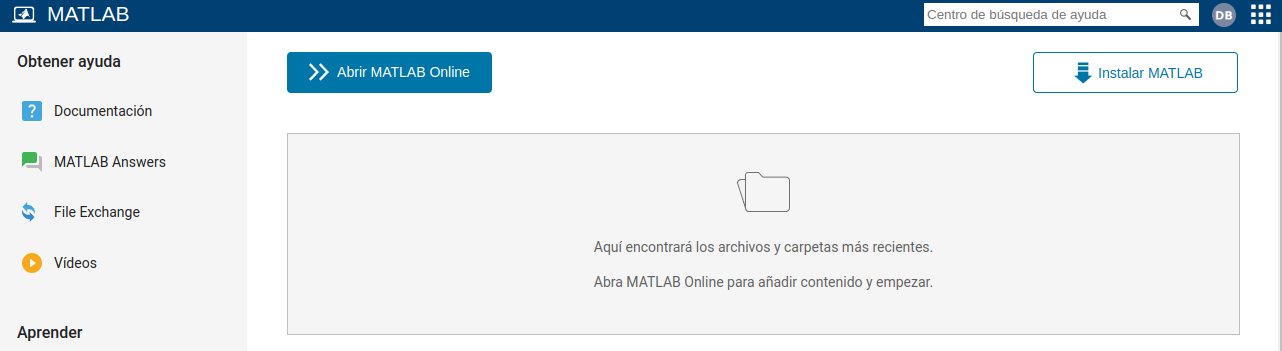 MATLAB
Centro de búsqueda de ayuda
DB
Obtener ayuda
Documentación
MATLAB Answers
File Exchange
Vídeos
Aprender
Abrir MATLAB Online
Instalar MATLAB
Aquí encontrará los archivos y carpetas más recientes.
Abra MATLAB Online para añadir contenido y empezar.